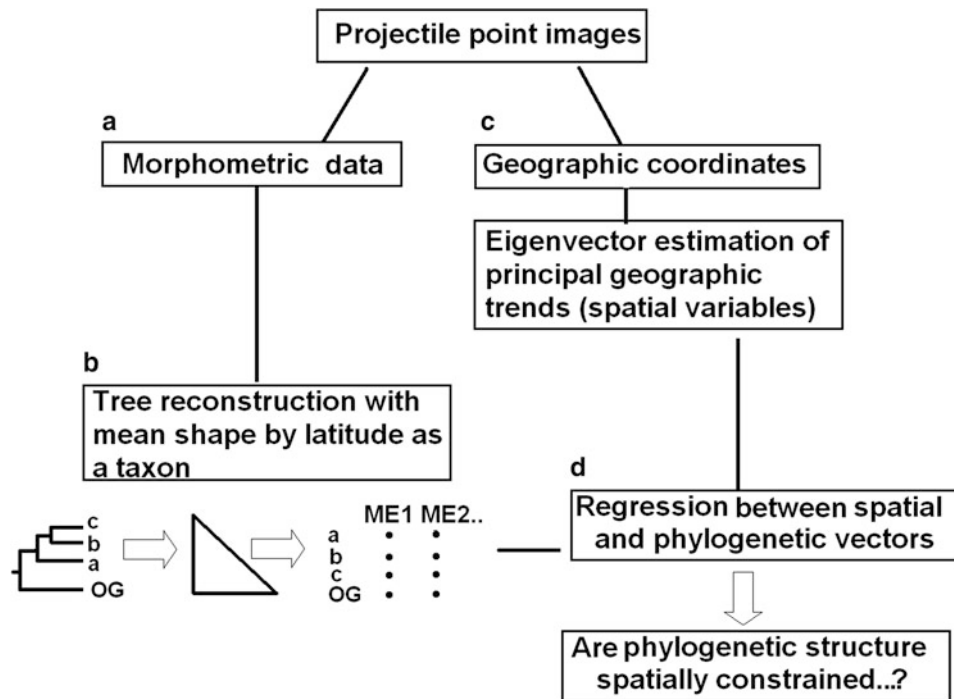 Projectile point images
a
Morphometric data
c
Geographic coordinates
Eigenvector estimation of
principal geographic
trends (spatial variables)
b
Tree reconstruction with
mean shape by latitude as
a taxon
c
b
a
OG
ME1 ME2..
a
b
c
OG
d
Regression between spatial
and phylogenetic vectors
Are phylogenetic structure
spatially constrained...?